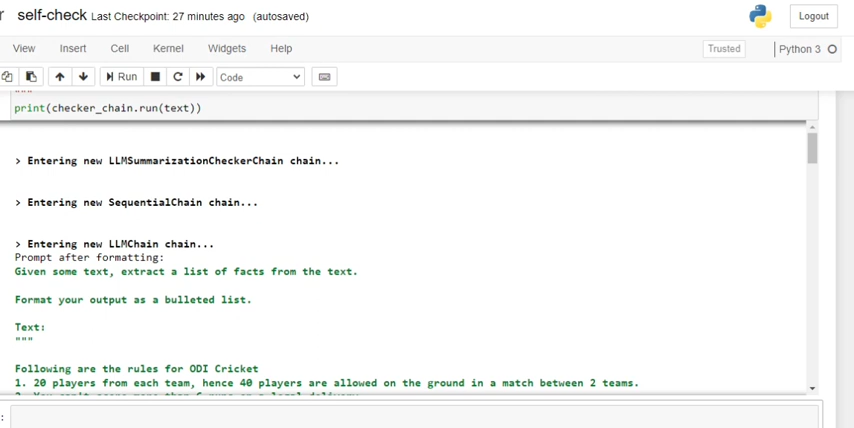 self-check Last Checkpoint: 27 minutes ago (autosaved)
Logout
View Insert Cell Kernel Widgets Help
Trusted
Python 3
Run
Code
"""
print(checker_chain.run(text))
> Entering new LLMSummarizationCheckerChain chain...
> Entering new SequentialChain chain...
> Entering new LLMChain chain...
Prompt after formatting:
Given some text, extract a list of facts from the text.
Format your output as a bulleted list.
Text:
"""
Following are the rules for ODI Cricket
1. 20 players from each team, hence 40 players are allowed on the ground in a match between 2 teams.